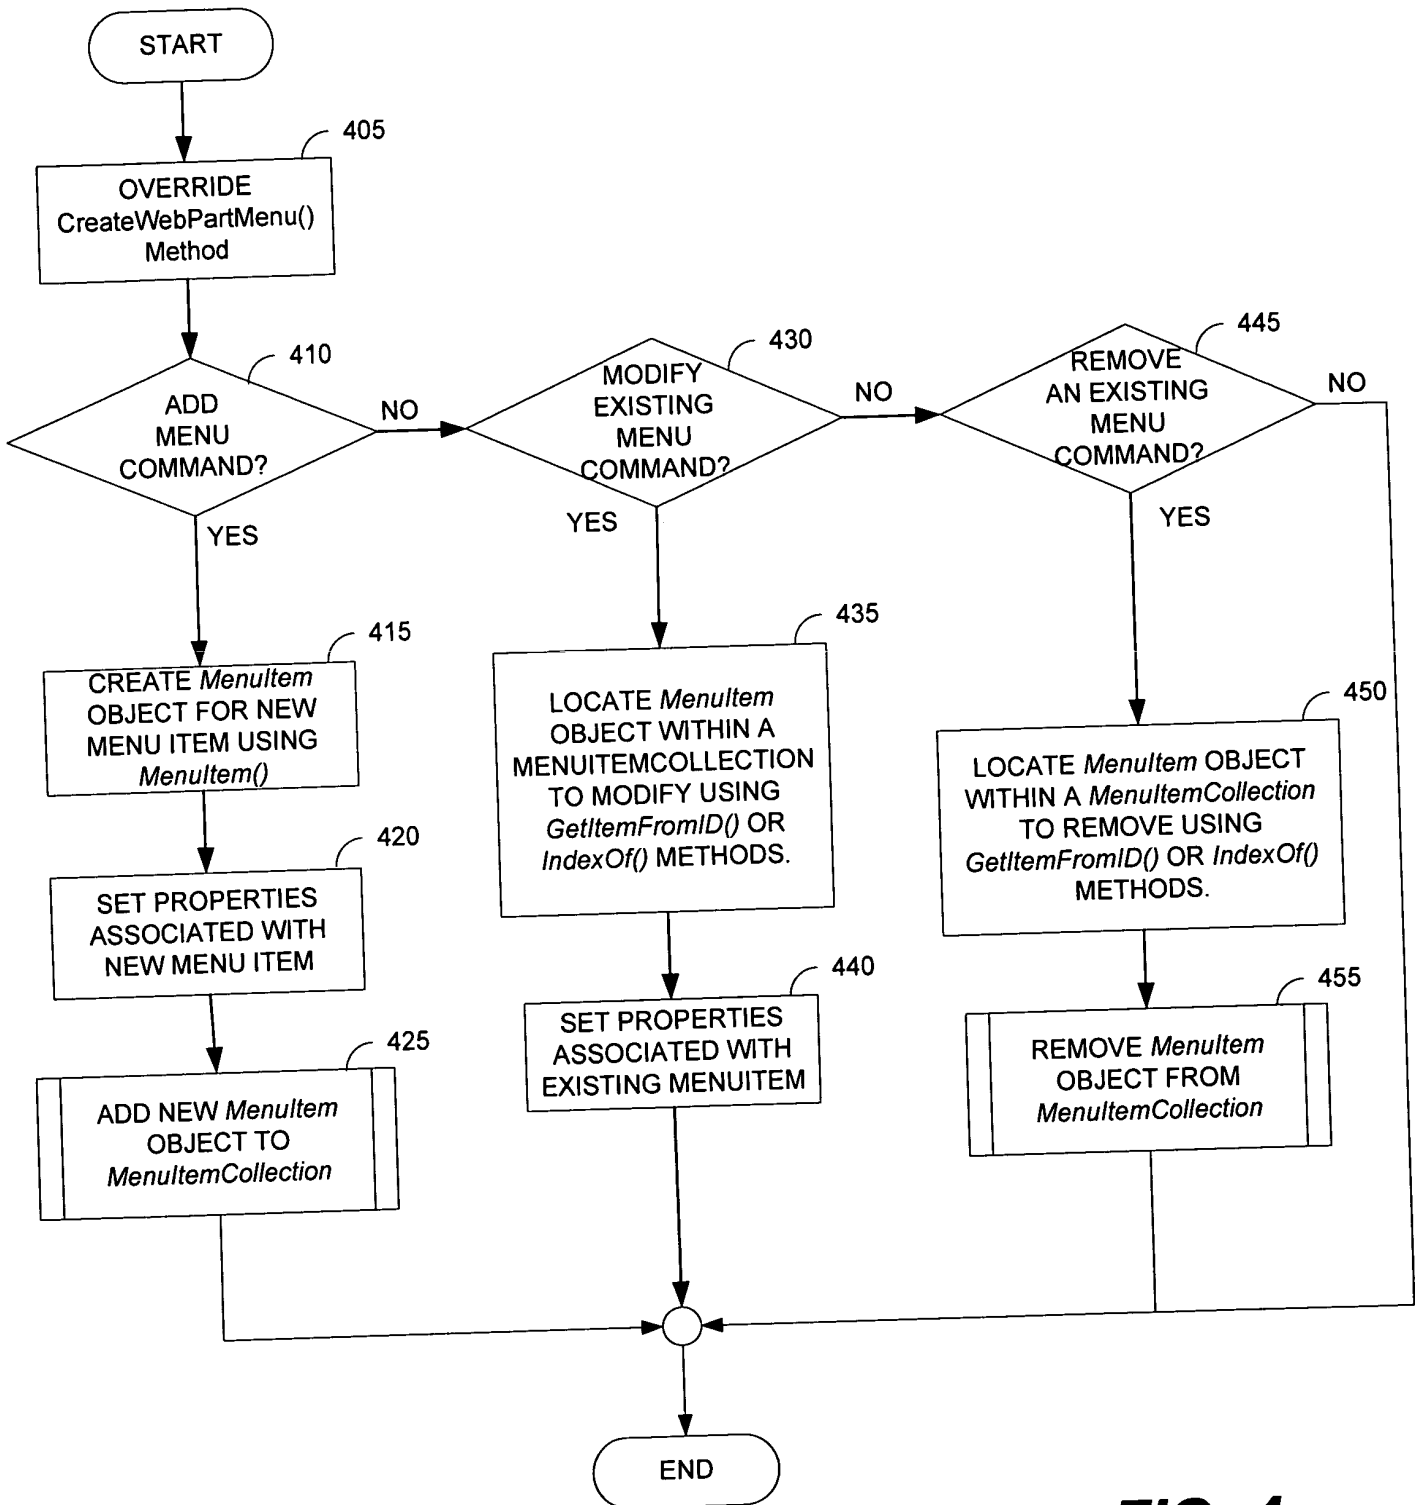 START
405
OVERRIDE
CreateWebPartMenu()
Method
410
ADD
MENU
COMMAND?
NO
YES
430
MODIFY
EXISTING
MENU
COMMAND?
NO
YES
445
REMOVE
AN EXISTING
MENU
COMMAND?
NO
YES
415
CREATE MenuItem
OBJECT FOR NEW
MENU ITEM USING
MenuItem()
420
SET PROPERTIES
ASSOCIATED WITH
NEW MENU ITEM
425
ADD NEW MenuItem
OBJECT TO
MenuItemCollection
435
LOCATE MenuItem
OBJECT WITHIN A
MENUITEMCOLLECTION
TO MODIFY USING
GetItemFromID() OR
IndexOf() METHODS.
440
SET PROPERTIES
ASSOCIATED WITH
EXISTING MENUITEM
450
LOCATE MenuItem OBJECT
WITHIN A MenuItemCollection
TO REMOVE USING
GetItemFromID() OR IndexOf()
METHODS.
455
REMOVE MenuItem
OBJECT FROM
MenuItemCollection
END